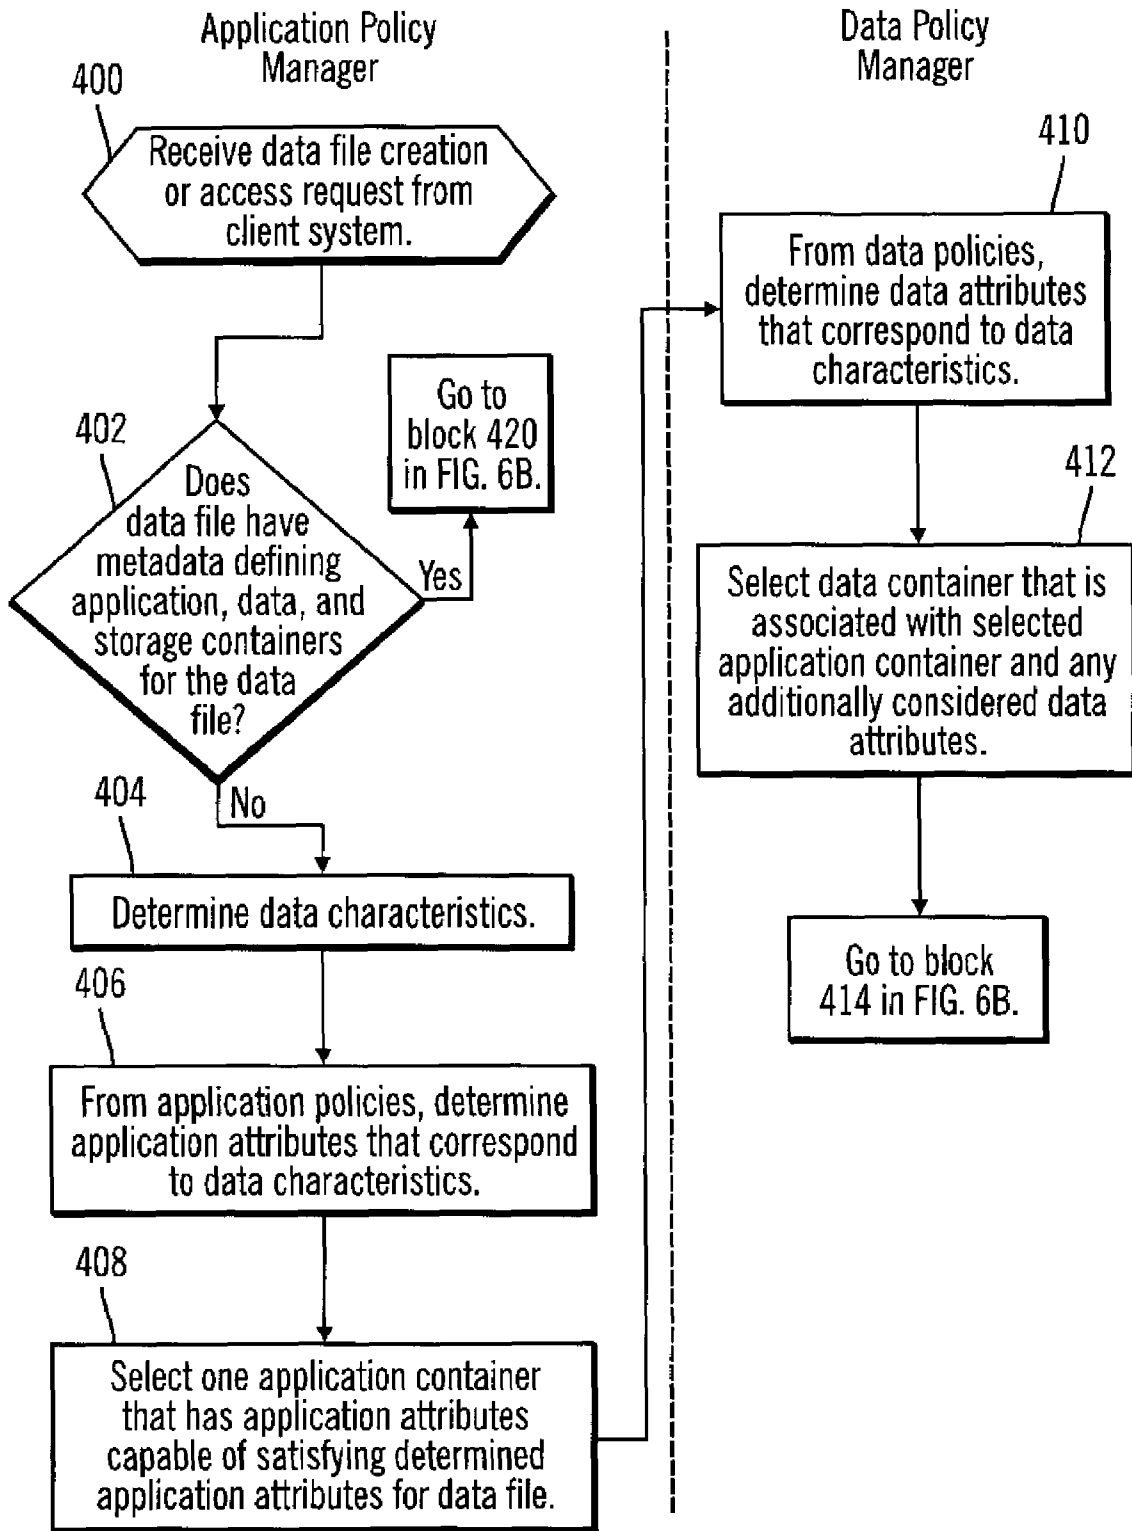 Application Policy
Manager
400
Receive data file creation
or access request from
client system.
402
Does
data file have
metadata defining
application, data, and
storage containers
for the data
file?
Yes
Go to
block 420
in FIG. 6B.
No
404
Determine data characteristics.
406
From application policies, determine
application attributes that correspond
to data characteristics.
408
Select one application container
that has application attributes
capable of satisfying determined
application attributes for data file.
Data Policy
Manager
410
From data policies,
determine data attributes
that correspond to data
characteristics.
412
Select data container that is
associated with selected
application container and any
additionally considered data
attributes.
Go to block
414 in FIG. 6B.